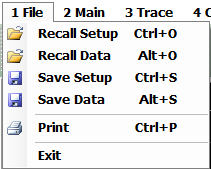 1 File 2 Main 3 Trace 4 C
Recall Setup Ctrl+O
Recall Data Alt+O
Save Setup Ctrl+S
Save Data Alt+S
Print Ctrl+P
Exit